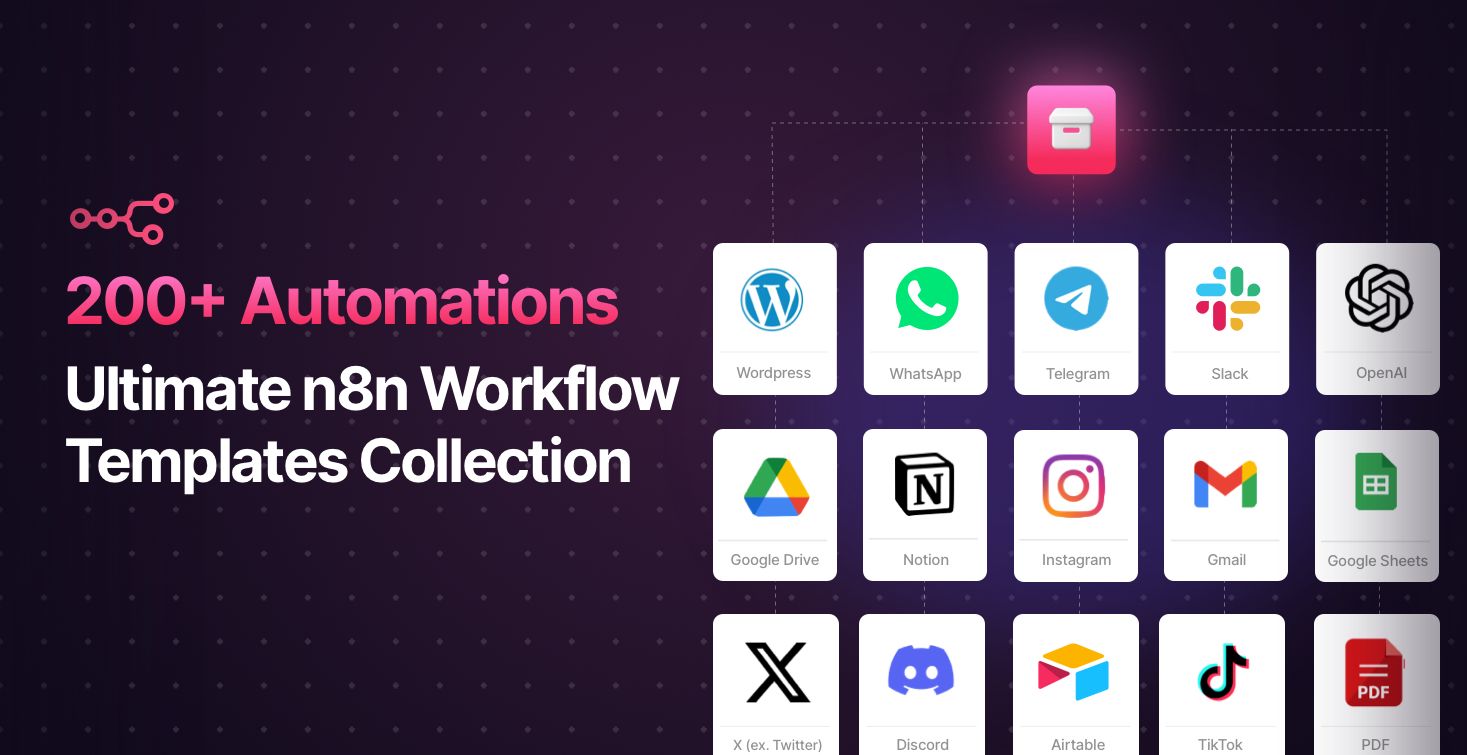 200+ Automations
Ultimate n8n Workflow
Templates Collection
Wordpress
WhatsApp
Telegram
Slack
OpenAI
N
Google Drive
Notion
Instagram
Gmail
Google Sheets
PDF
X (ex. Twitter)
Discord
Airtable
TikTok
PDF